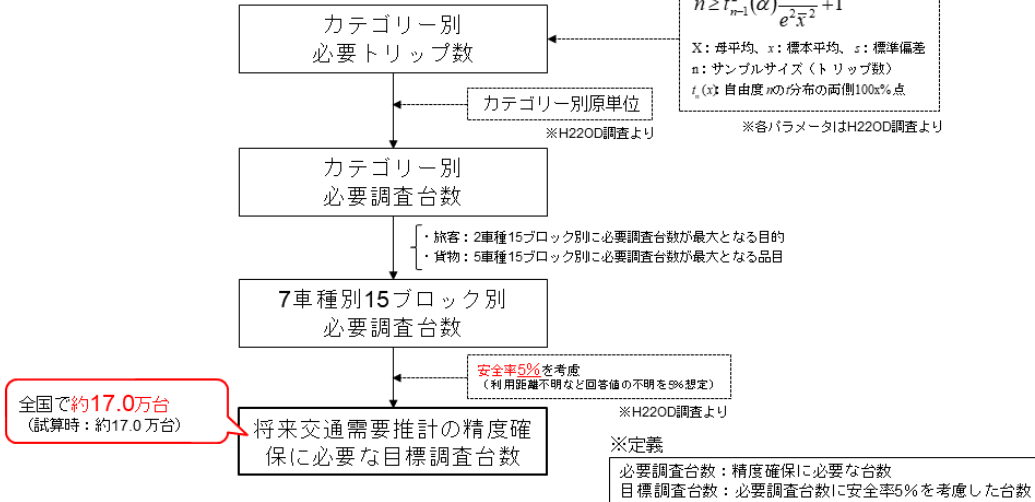 n ≥ t²n-1(α) / e²x̄² + 1
カテゴリー別
必要トリップ数
X：母平均、x：標本平均、s：標準偏差
n：サンプルサイズ（トリップ数）
tn(x)：自由度nのt分布の両側100x%点
※各パラメータはH22OD調査より
カテゴリー別原単位
※H22OD調査より
カテゴリー別
必要調査台数
・旅客：2車種15ブロック別に必要調査台数が最大となる目的
・貨物：5車種15ブロック別に必要調査台数が最大となる品目
7車種別15ブロック別
必要調査台数
安全率5%を考慮
（利用距離不明など回答値の不明を5%想定）
※H22OD調査より
全国で約17.0万台
（試算時：約17.0万台）
将来交通需要推計の精度確
保に必要な目標調査台数
※定義
必要調査台数：精度確保に必要な台数
目標調査台数：必要調査台数に安全率5%を考慮した台数